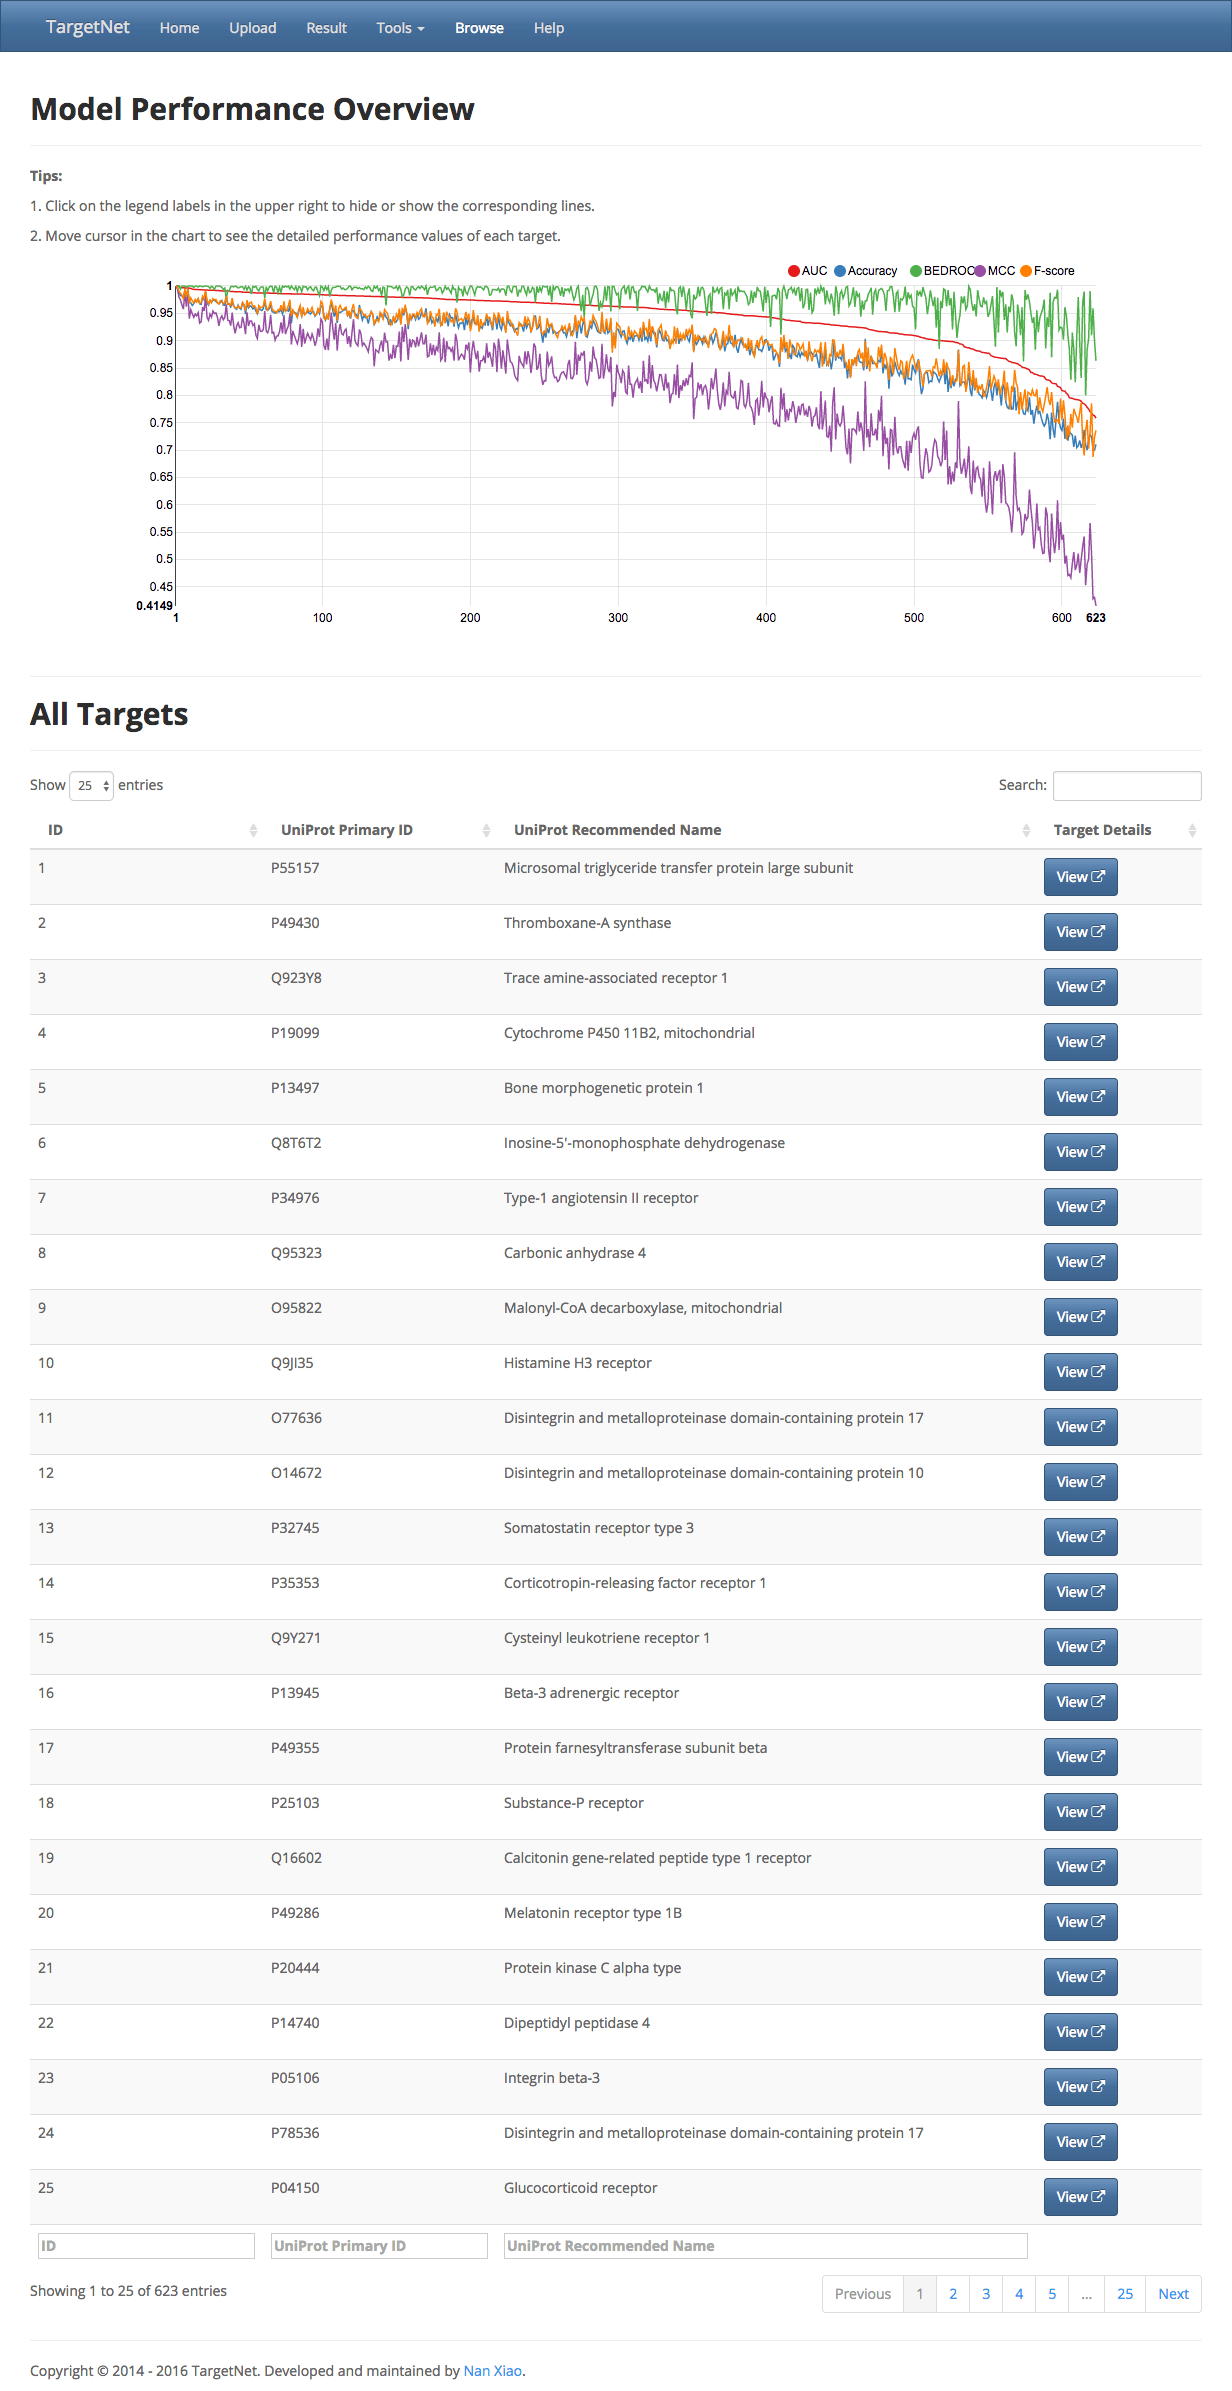 TargetNet Home Upload Result Tools Browse Help
Model Performance Overview
Tips:
1. Click on the legend labels in the upper right to hide or show the corresponding lines.
2. Move cursor in the chart to see the detailed performance values of each target.
AUC Accuracy BEDROC MCC F-score
1
0.95
0.9
0.85
0.8
0.75
0.7
0.65
0.6
0.55
0.5
0.45
0.4149
1 100 200 300 400 500 600 623
All Targets
Show 25 entries Search:
ID UniProt Primary ID UniProt Recommended Name Target Details
1 P55157 Microsomal triglyceride transfer protein large subunit View
2 P49430 Thromboxane-A synthase View
3 Q923Y8 Trace amine-associated receptor 1 View
4 P19099 Cytochrome P450 11B2, mitochondrial View
5 P13497 Bone morphogenetic protein 1 View
6 Q8T6T2 Inosine-5'-monophosphate dehydrogenase View
7 P34976 Type-1 angiotensin II receptor View
8 Q95323 Carbonic anhydrase 4 View
9 O95822 Malonyl-CoA decarboxylase, mitochondrial View
10 Q9JI35 Histamine H3 receptor View
11 O77636 Disintegrin and metalloproteinase domain-containing protein 17 View
12 O14672 Disintegrin and metalloproteinase domain-containing protein 10 View
13 P32745 Somatostatin receptor type 3 View
14 P35353 Corticotropin-releasing factor receptor 1 View
15 Q9Y271 Cysteinyl leukotriene receptor 1 View
16 P13945 Beta-3 adrenergic receptor View
17 P49355 Protein farnesyltransferase subunit beta View
18 P25103 Substance-P receptor View
19 Q16602 Calcitonin gene-related peptide type 1 receptor View
20 P49286 Melatonin receptor type 1B View
21 P20444 Protein kinase C alpha type View
22 P14740 Dipeptidyl peptidase 4 View
23 P05106 Integrin beta-3 View
24 P78536 Disintegrin and metalloproteinase domain-containing protein 17 View
25 P04150 Glucocorticoid receptor View
ID UniProt Primary ID UniProt Recommended Name
Showing 1 to 25 of 623 entries Previous 1 2 3 4 5 ... 25 Next
Copyright © 2014 - 2016 TargetNet. Developed and maintained by Nan Xiao.